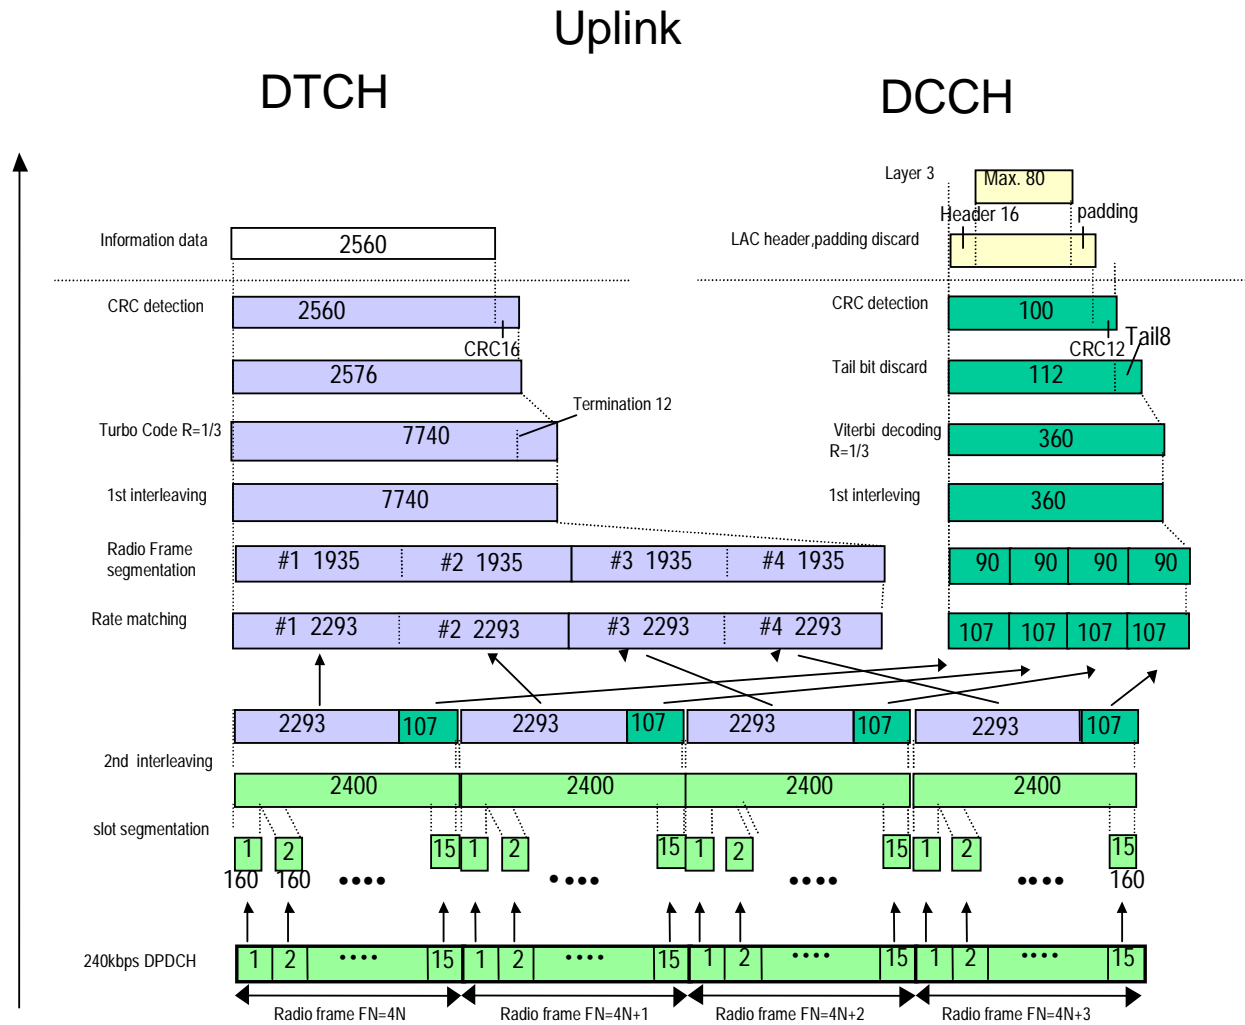 Uplink
DTCH
DCCH
Layer 3
Max. 80
Header 16
padding
Information data
2560
LAC header,padding discard
CRC detection
2560
CRC16
CRC detection
100
CRC12
Tail8
2576
Tail bit discard
112
Termination 12
Turbo Code R=1/3
7740
Viterbi decoding
R=1/3
360
1st interleaving
7740
1st interleving
360
Radio Frame
segmentation
#1 1935
#2 1935
#3 1935
#4 1935
90
90
90
90
Rate matching
#1 2293
#2 2293
#3 2293
#4 2293
107
107
107
107
2293
107
2293
107
2293
107
2293
107
2nd interleaving
2400
2400
2400
2400
slot segmentation
1
2
15
1
2
15
1
2
15
1
2
15
160
160
••••
••••
••••
••••
160
240kbps DPDCH
1
2
••••
15
1
2
••••
15
1
2
••••
15
1
2
••••
15
Radio frame FN=4N
Radio frame FN=4N+1
Radio frame FN=4N+2
Radio frame FN=4N+3